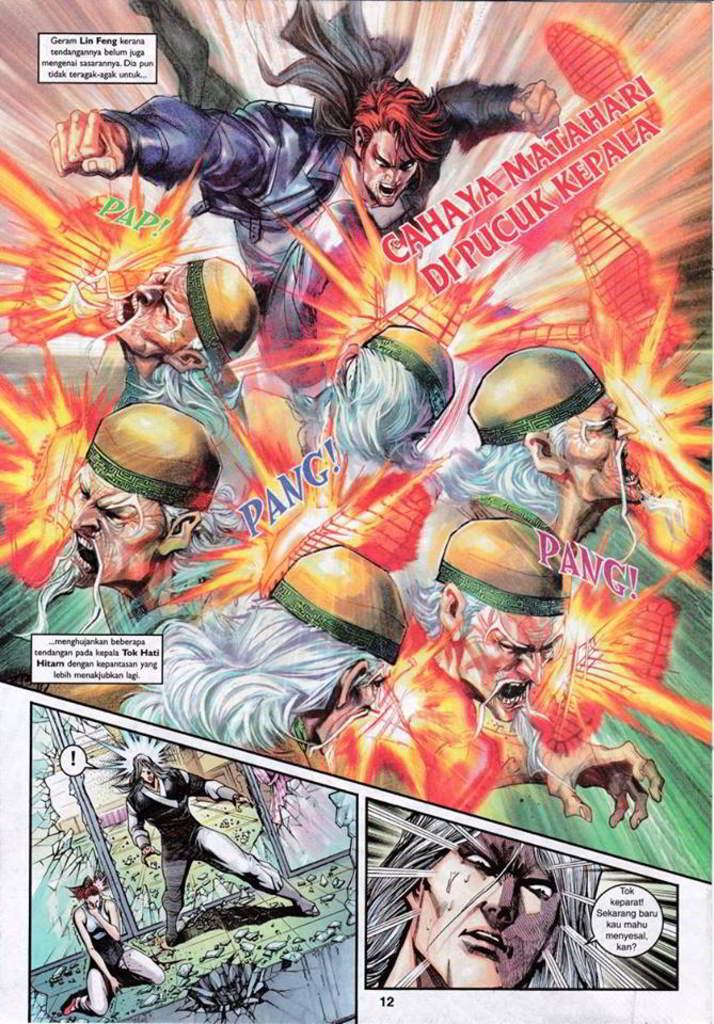 Geram Lin Feng kerana
tendangannya belum juga
mengenai sasarannya. Dia pun
tidak teragak-agak untuk...
CAHAYA MATAHARI
DI PUCUK KEPALA
PAP!
PANG!
PANG!
...menghujankan beberapa
tendangan pada kepala Tok Hati
Hitam dengan kepantasan yang
lebih menakjubkan lagi.
!
Tok
keparat!
Sekarang baru
kau mahu
menyesal,
kan?
12